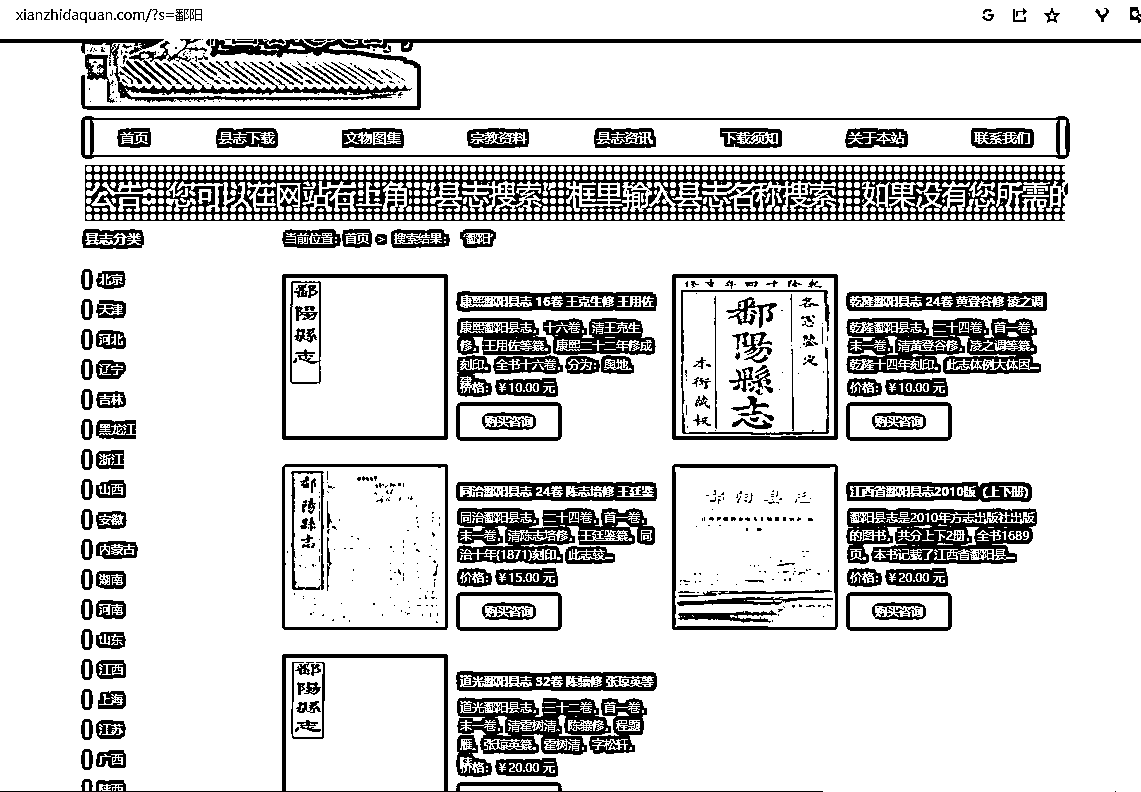 xianzhidaquan.com/?s=鄱阳
首页 县志下载 文物图集 宗教资料 县志资讯 下载须知 关于本站 联系我们
公告：您可以在网站右上角“县志搜索”框里输入县志名称搜索 如果没有您所需的
县志分类
当前位置：首页 > 搜索结果：“鄱阳”
北京
天津
河北
辽宁
吉林
黑龙江
浙江
山西
安徽
内蒙古
湖南
河南
山东
江西
上海
江苏
广西
陕西
鄱陽縣志
康熙鄱阳县志 16卷 王克生修 王用佐
康熙鄱阳县志，十六卷，清王克生
修，王用佐等纂。康熙二十二年修成
刻印。全书十六卷，分为：舆地、
价格：￥10.00 元
购买咨询
乾隆十四年重修
鄱陽縣志
本衙藏板
乾隆鄱阳县志 24卷 黄登谷修 凌之调
乾隆鄱阳县志，二十四卷，首一卷，
末一卷，清黄登谷修，凌之调等纂。
乾隆十四年刻印。此志体例大体因...
价格：￥10.00 元
购买咨询
鄱陽縣志
同治鄱阳县志 24卷 陈志培修 王廷鉴
同治鄱阳县志，二十四卷，首一卷，
末一卷，清陈志培修，王廷鉴纂。同
治十年(1871)刻印。此志较...
价格：￥15.00 元
购买咨询
鄱阳县志
江西省鄱阳县志2010版（上下册）
鄱阳县志是2010年方志出版社出版
的图书，共分上下2册，全书1689
页。本书记载了江西省鄱阳县...
价格：￥20.00 元
购买咨询
鄱陽縣志
道光鄱阳县志 32卷 陈骧修 张琼英等
道光鄱阳县志，三十二卷，首一卷，
末一卷，清霍树清、陈骧修，程题
雁、张琼英纂。霍树清，字松轩，
价格：￥20.00 元